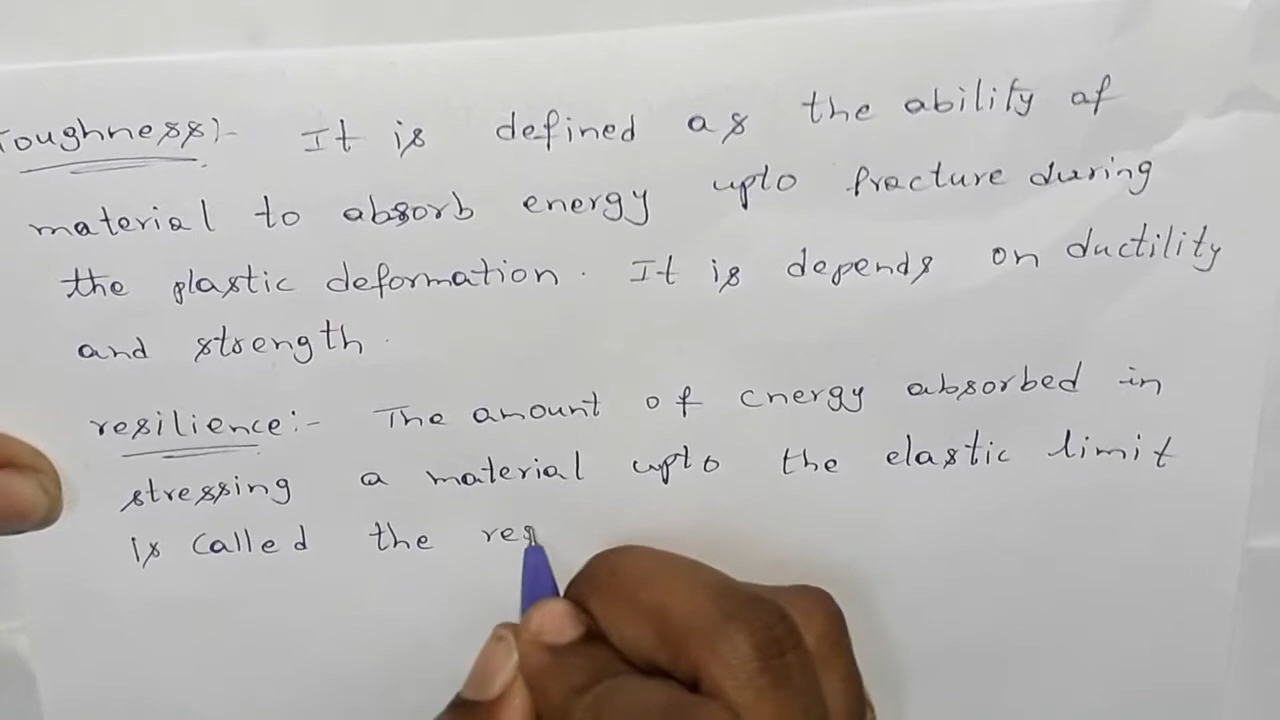 Toughness:- It is defined as the ability of
material to absorb energy upto fracture during
the plastic deformation. It is depends on ductility
and strength.
resilience:- The amount of energy absorbed in
stressing a material upto the elastic limit
is called the res